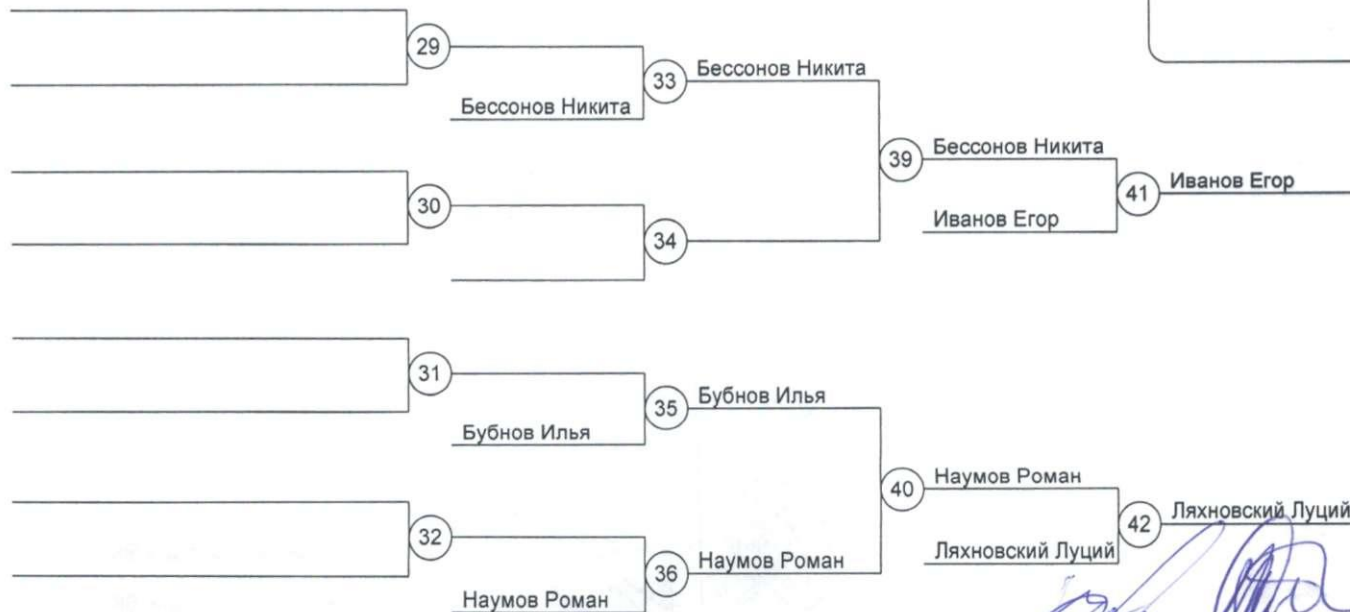 29
33 Бессонов Никита
Бессонов Никита
39 Бессонов Никита
41 Иванов Егор
30
Иванов Егор
34
31
35 Бубнов Илья
Бубнов Илья
40 Наумов Роман
42 Ляхновский Луций
32
Ляхновский Луций
36 Наумов Роман
Наумов Роман